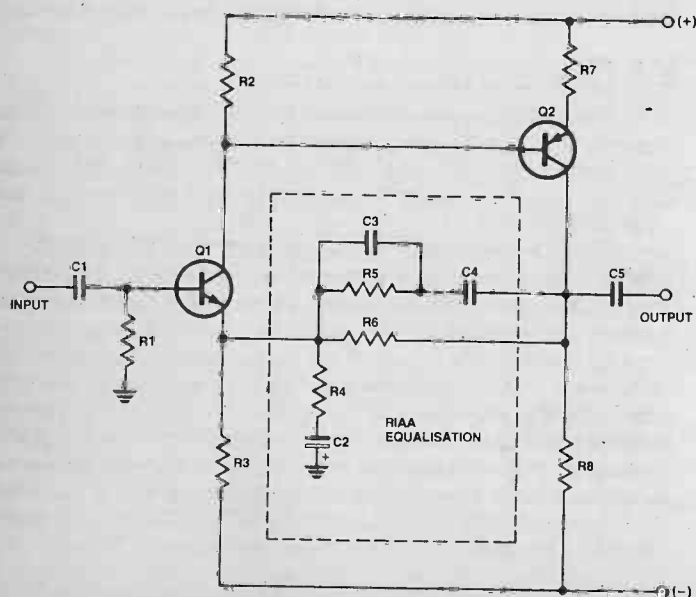 (+)
R2
R7
Q2
C3
Q1
C1
R5
C4
C5
INPUT
OUTPUT
R1
R6
R4
RIAA
EQUALISATION
C2
+
R3
R8
(-)